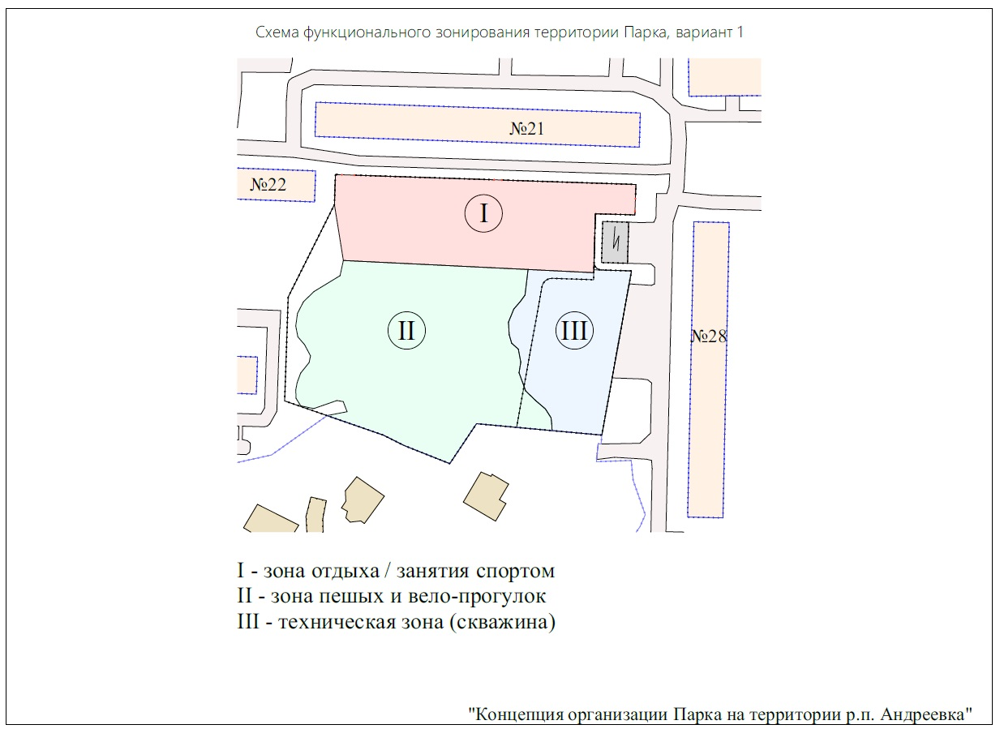 Схема функционального зонирования территории Парка, вариант 1
№21
№22
I
II
III
№28
I - зона отдыха / занятия спортом
II - зона пеших и вело-прогулок
III - техническая зона (скважина)
"Концепция организации Парка на территории р.п. Андреевка"